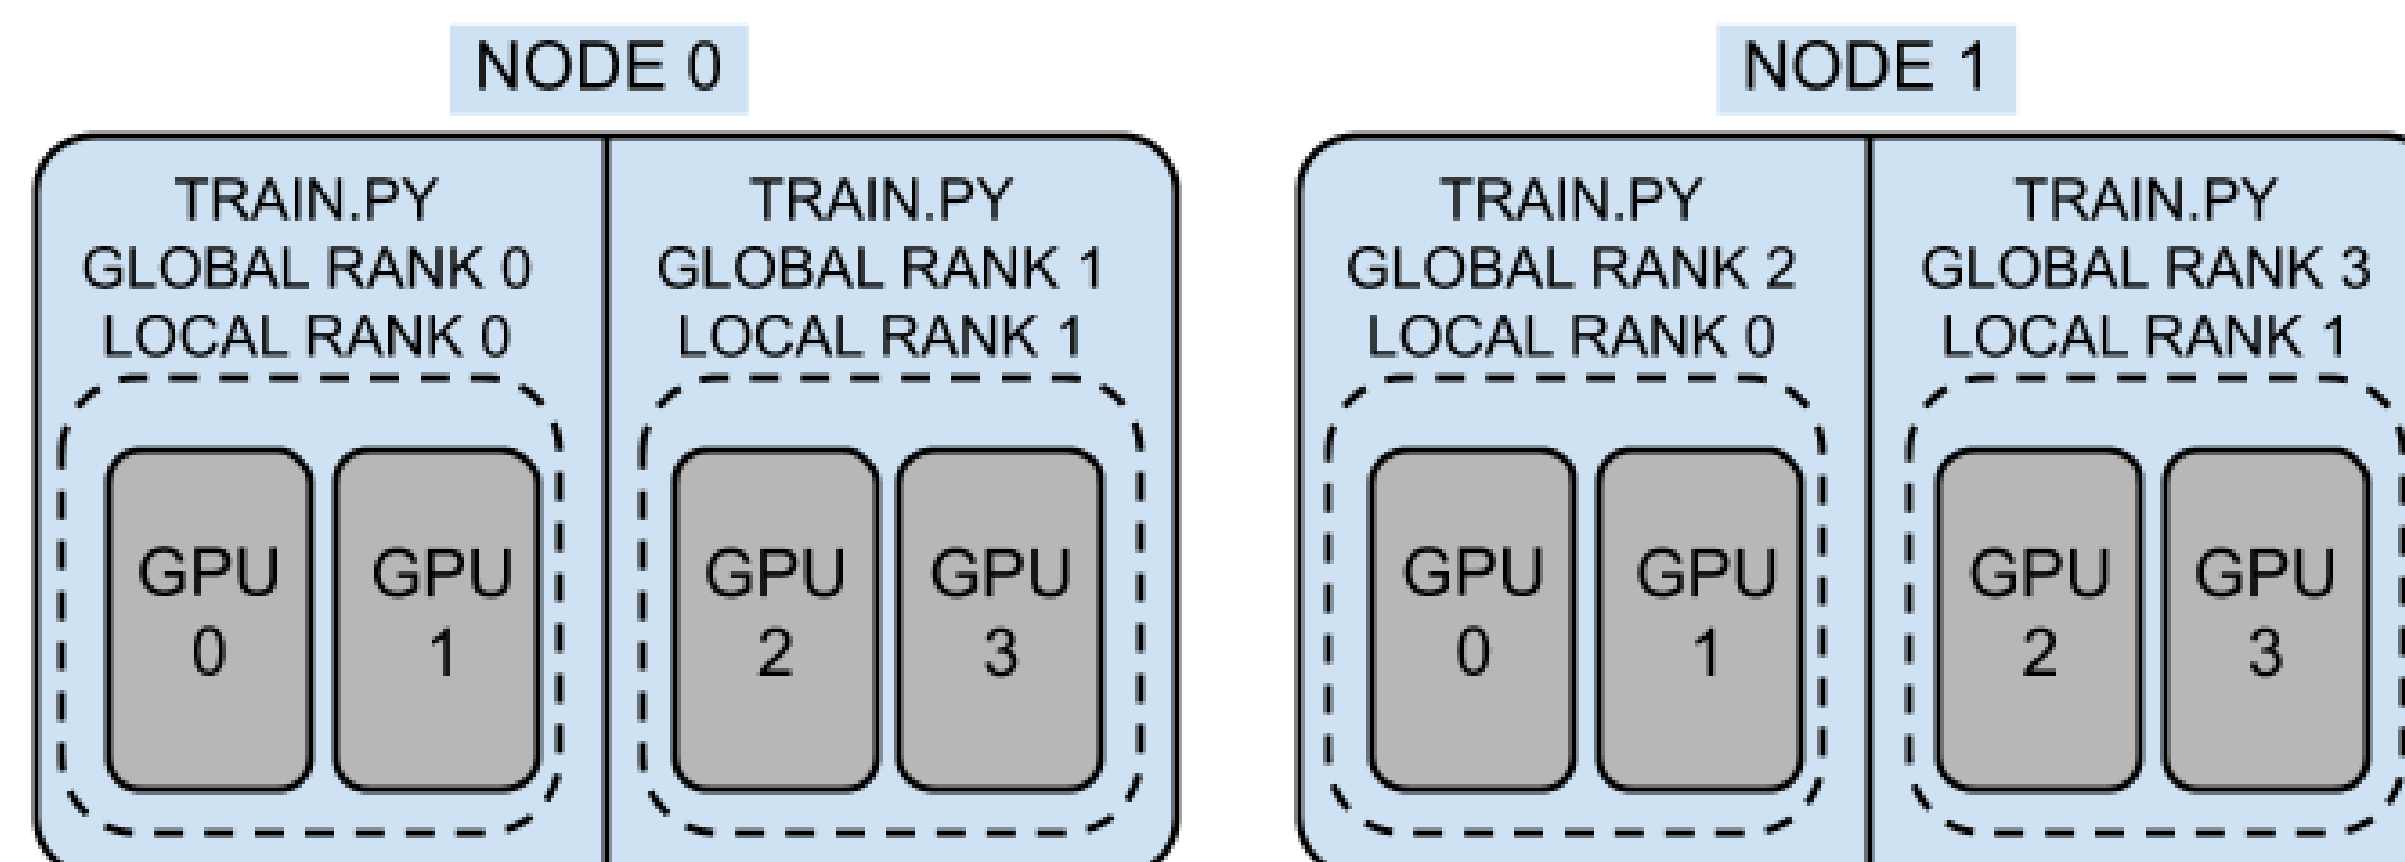 NODE 0
TRAIN.PY
GLOBAL RANK 0
LOCAL RANK 0
GPU
0
GPU
1
TRAIN.PY
GLOBAL RANK 1
LOCAL RANK 1
GPU
2
GPU
3
NODE 1
TRAIN.PY
GLOBAL RANK 2
LOCAL RANK 0
GPU
0
GPU
1
TRAIN.PY
GLOBAL RANK 3
LOCAL RANK 1
GPU
2
GPU
3